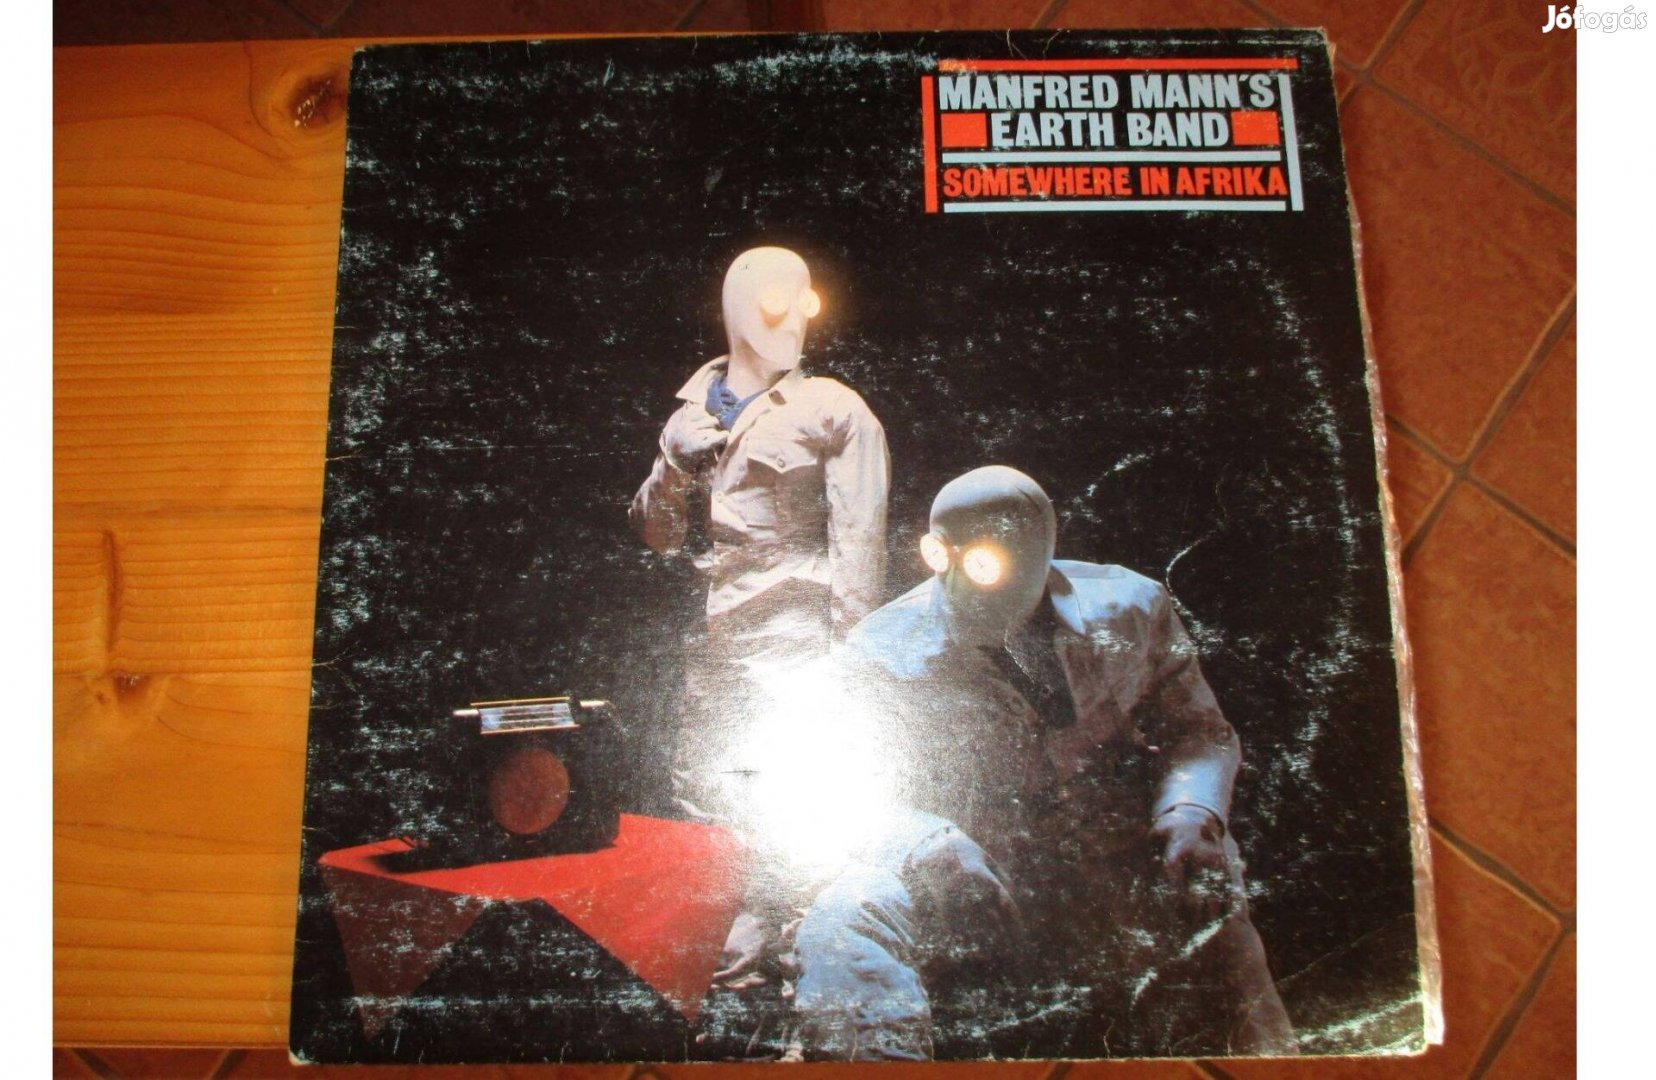 Jófogás
MANFRED MANN'S
EARTH BAND
SOMEWHERE IN AFRIKA